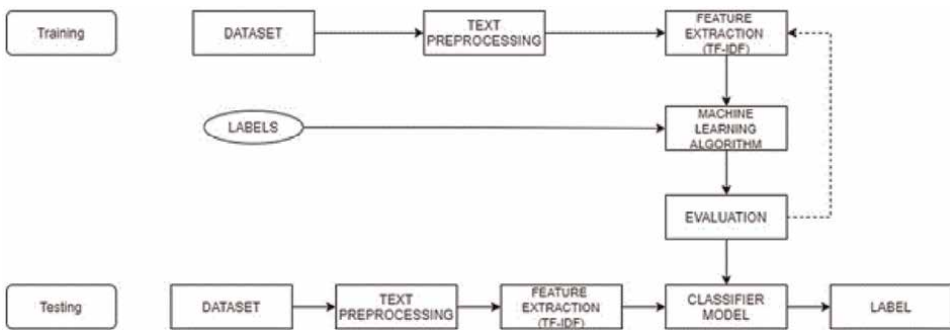 Training
DATASET
TEXT
PREPROCESSING
FEATURE
EXTRACTION
(TF-IDF)
LABELS
MACHINE
LEARNING
ALGORITHM
EVALUATION
Testing
DATASET
TEXT
PREPROCESSING
FEATURE
EXTRACTION
(TF-IDF)
CLASSIFIER
MODEL
LABEL